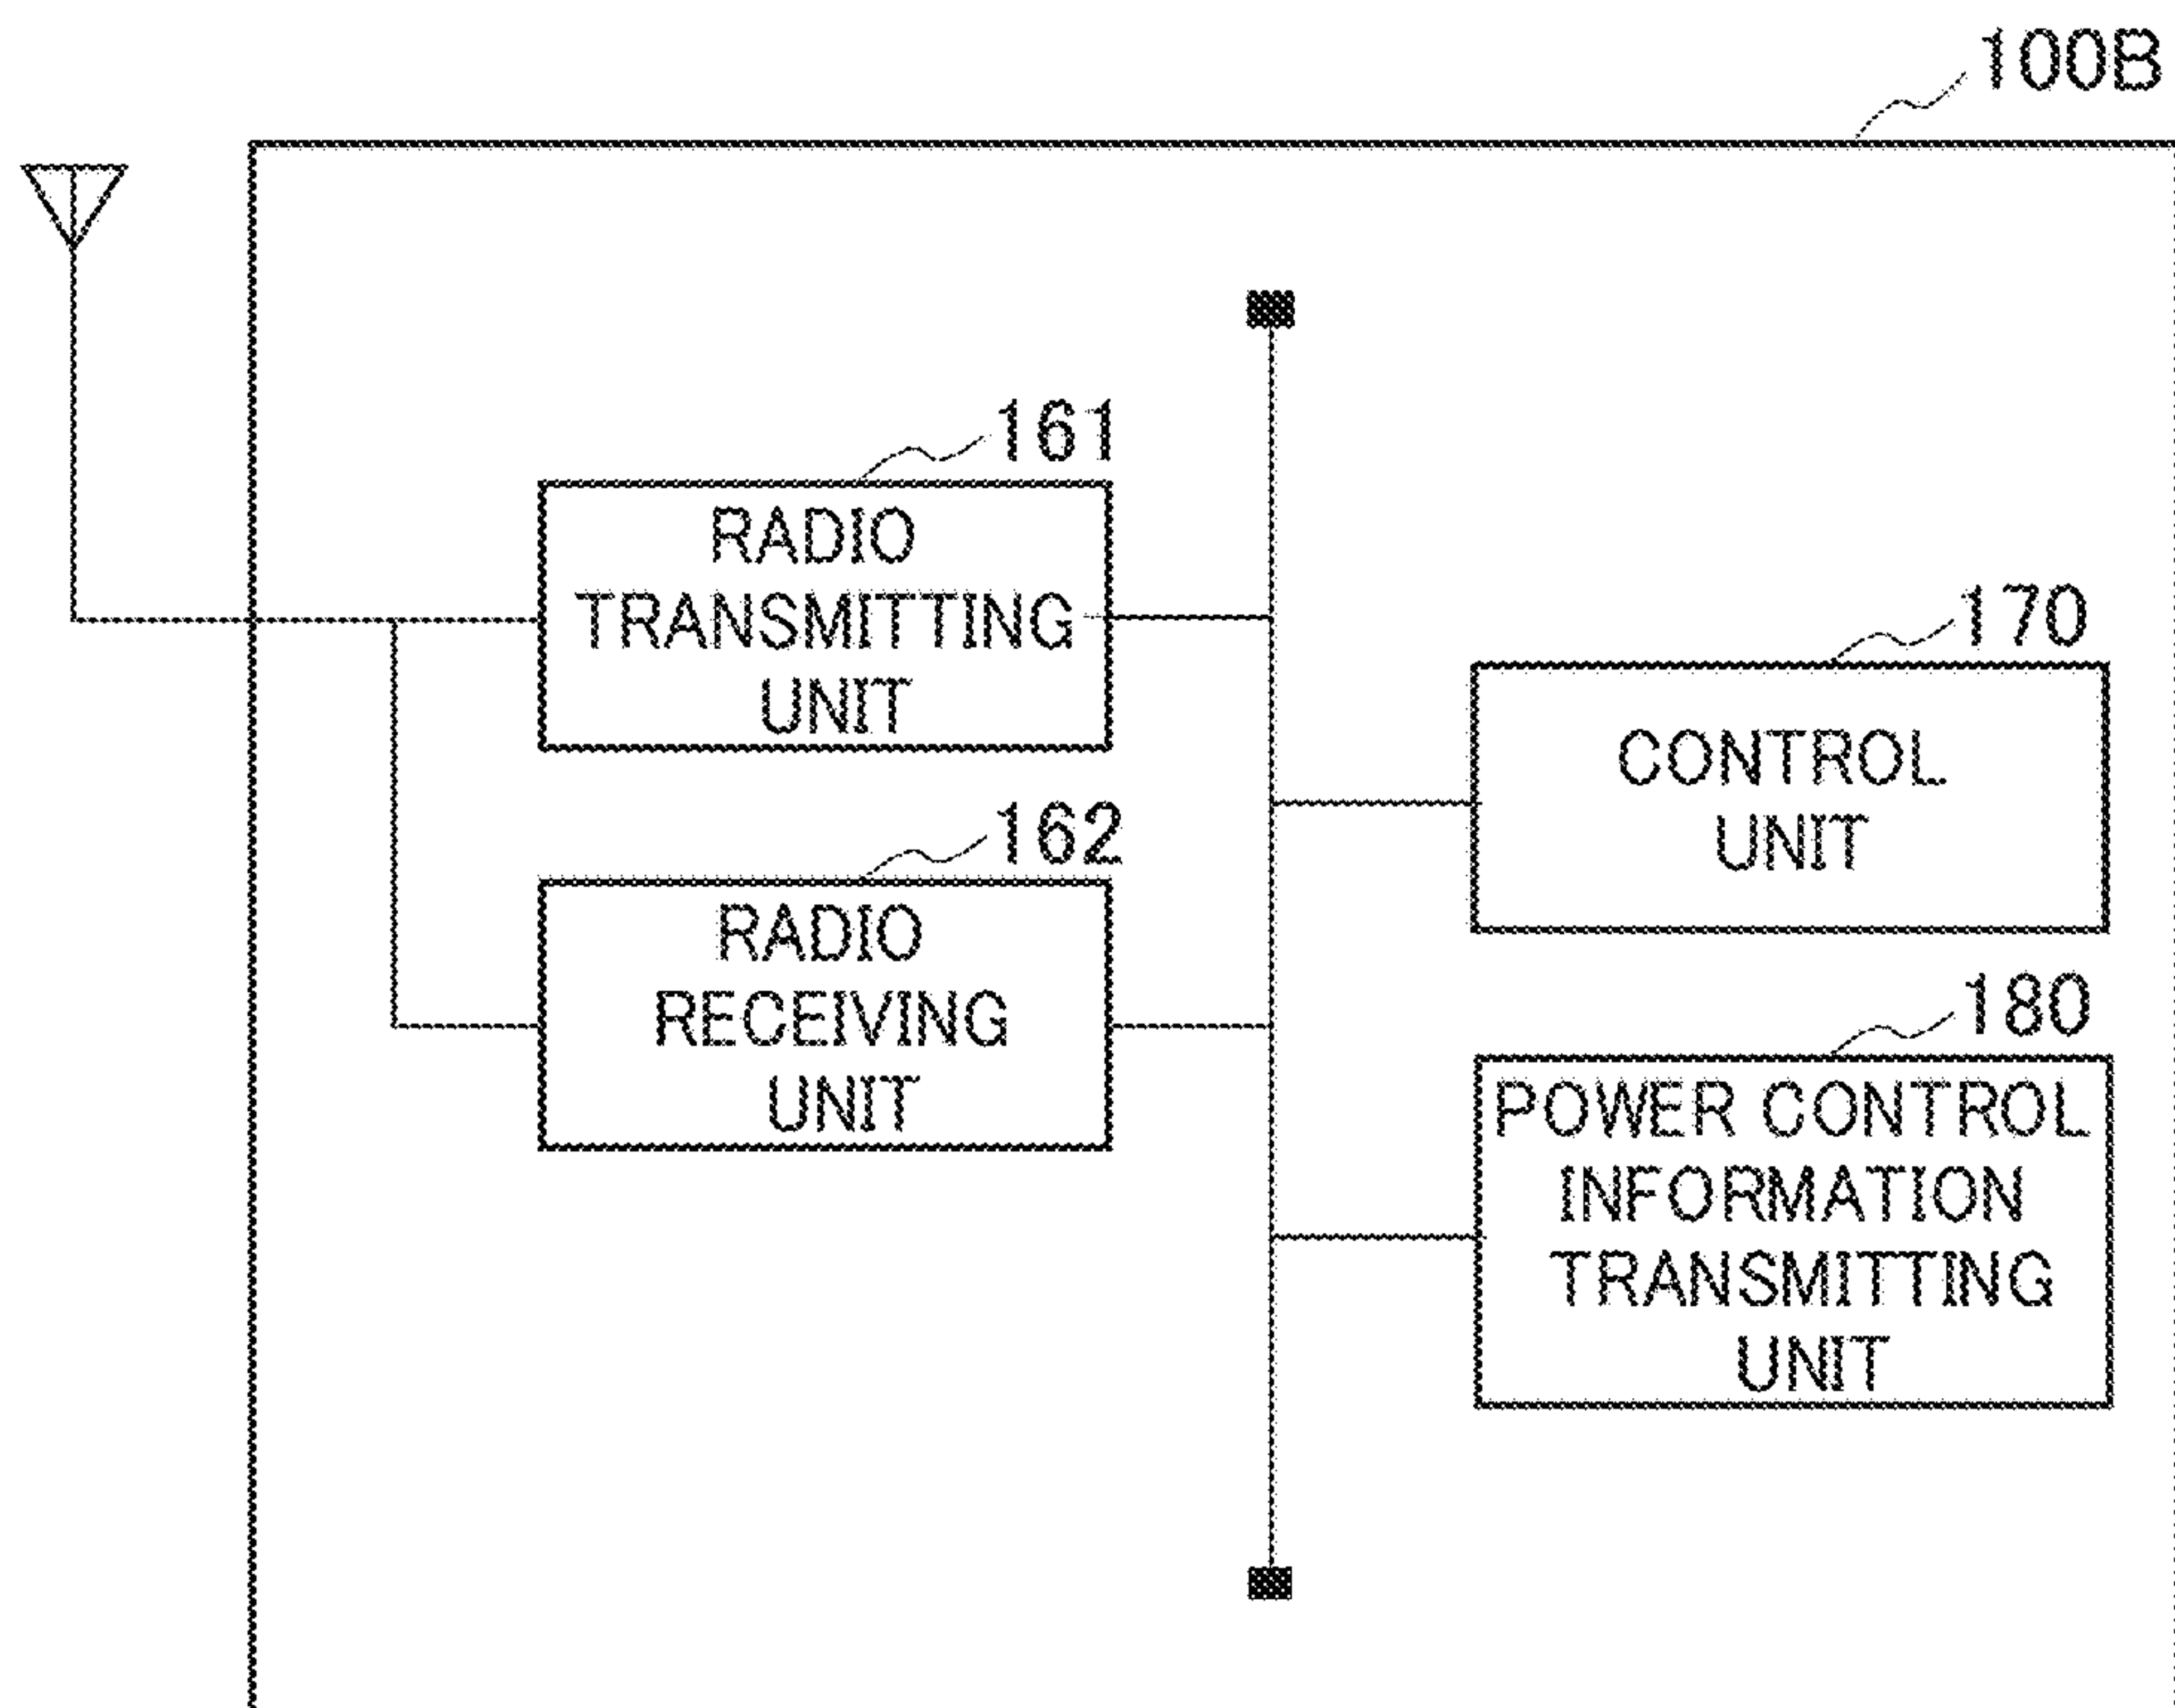 100B
161
RADIO
TRANSMITTING
UNIT
162
RADIO
RECEIVING
UNIT
170
CONTROL
UNIT
180
POWER CONTROL
INFORMATION
TRANSMITTING
UNIT